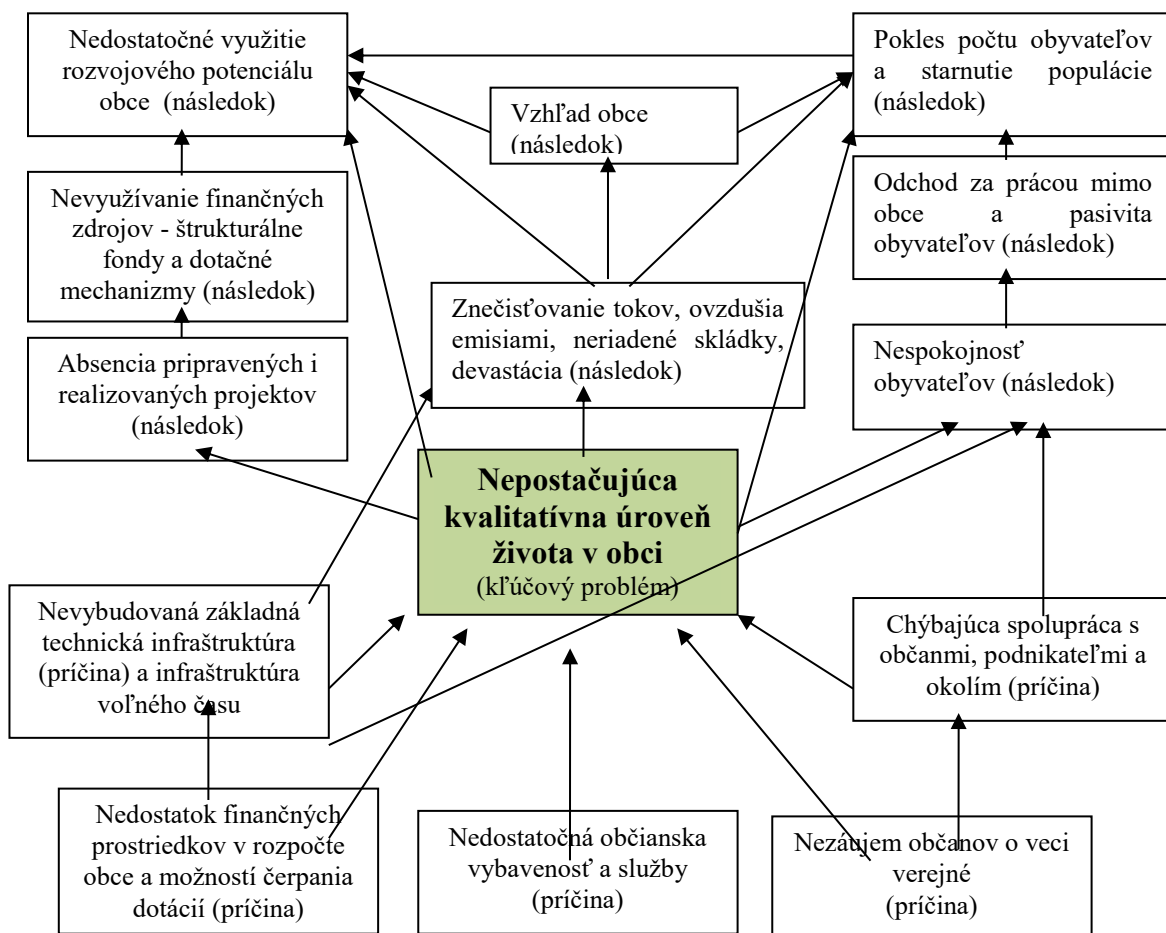 Nedostatočné využitie
rozvojového potenciálu
obce (následok)
Pokles počtu obyvateľov
a starnutie populácie
(následok)
Vzhľad obce
(následok)
Nevyužívanie finančných
zdrojov - štrukturálne
fondy a dotačné
mechanizmy (následok)
Odchod za prácou mimo
obce a pasivita
obyvateľov (následok)
Znečisťovanie tokov, ovzdušia
emisiami, neriadené skládky,
devastácia (následok)
Absencia pripravených i
realizovaných projektov
(následok)
Nespokojnosť
obyvateľov (následok)
Nepostačujúca
kvalitatívna úroveň
života v obci
(kľúčový problém)
Nevybudovaná základná
technická infraštruktúra
(príčina) a infraštruktúra
voľného času
Chýbajúca spolupráca s
občanmi, podnikateľmi a
okolím (príčina)
Nedostatok finančných
prostriedkov v rozpočte
obce a možností čerpania
dotácií (príčina)
Nedostatočná občianska
vybavenosť a služby
(príčina)
Nezáujem občanov o veci
verejné
(príčina)